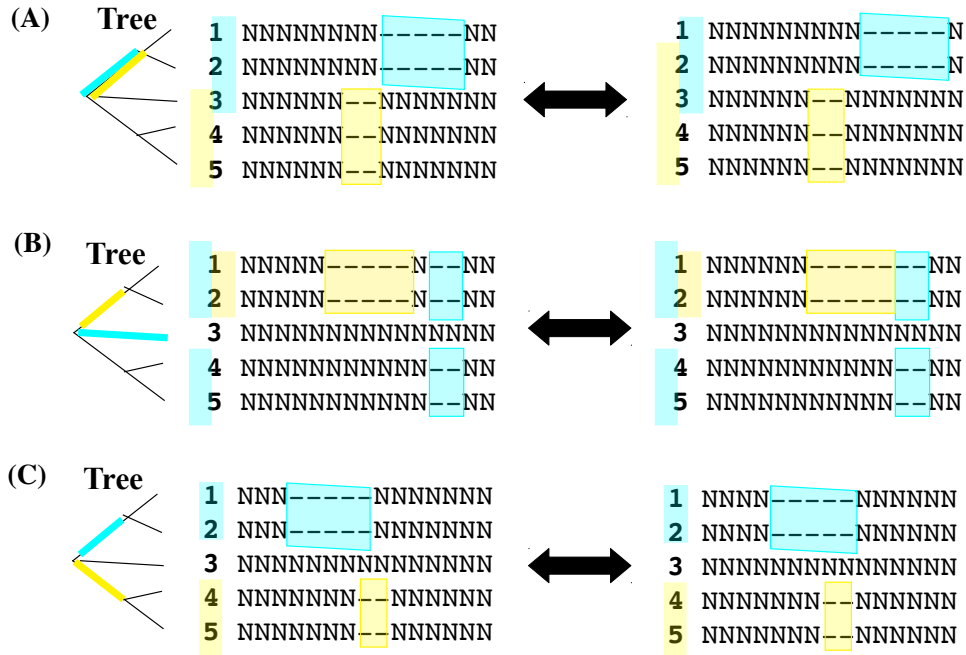 (A) Tree
1 NNNNNNNN-----NN 1 NNNNNNNNN-----N
2 NNNNNNNN-----NN 2 NNNNNNNNN-----N
3 NNNNNN--NNNNNNN 3 NNNNNN--NNNNNNN
4 NNNNNN--NNNNNNN 4 NNNNNN--NNNNNNN
5 NNNNNN--NNNNNNN 5 NNNNNN--NNNNNNN
(B) Tree
1 NNNNN-----N--NN 1 NNNNNN-------NN
2 NNNNN-----N--NN 2 NNNNNN-------NN
3 NNNNNNNNNNNNNNN 3 NNNNNNNNNNNNNNN
4 NNNNNNNNNNN--NN 4 NNNNNNNNNNN--NN
5 NNNNNNNNNNN--NN 5 NNNNNNNNNNN--NN
(C) Tree
1 NNN-----NNNNNNN 1 NNNN-----NNNNNN
2 NNN-----NNNNNNN 2 NNNN-----NNNNNN
3 NNNNNNNNNNNNNNN 3 NNNNNNNNNNNNNNN
4 NNNNNNN--NNNNNN 4 NNNNNNN--NNNNNN
5 NNNNNNN--NNNNNN 5 NNNNNNN--NNNNNN